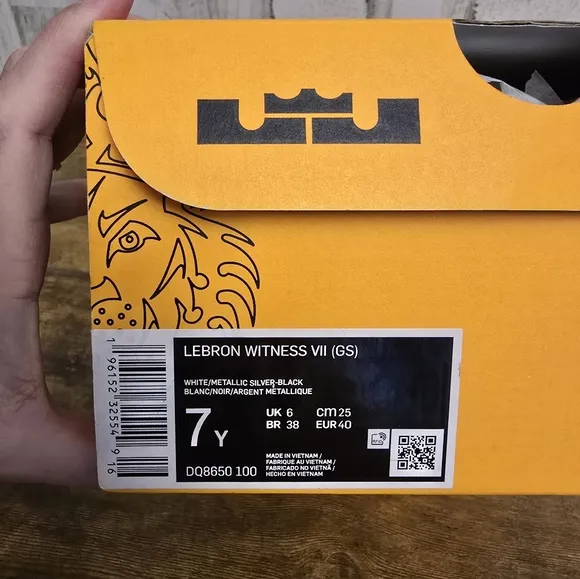 LEBRON WITNESS VII (GS)
WHITE/METALLIC SILVER-BLACK
BLANC/NOIR/ARGENT MÉTALLIQUE
7Y
UK 6 CM 25
BR 38 EUR 40
DQ8650 100
MADE IN VIETNAM /
FABRIQUÉ AU VIETNAM /
FABRICADO NO VIETNÃ /
HECHO EN VIETNAM
1 96152 32554 9 16